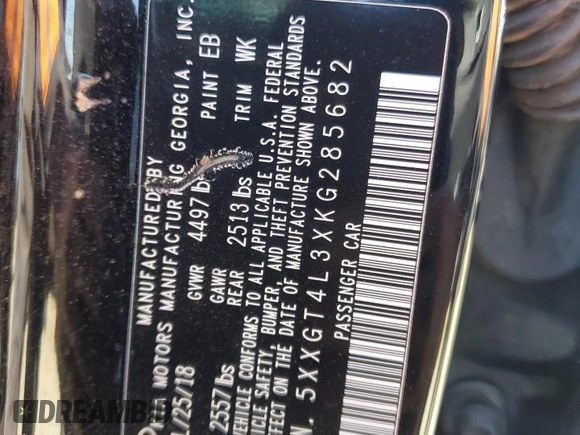 MANUFACTURED BY
MOTORS MANUFACTURING GEORGIA, INC.
/25/18 GVWR 4497 lbs PAINT EB
GAWR
2557 lbs REAR 2513 lbs TRIM WK
VEHICLE CONFORMS TO ALL APPLICABLE U.S.A. FEDERAL
VEHICLE SAFETY, BUMPER, AND THEFT PREVENTION STANDARDS
EFFECT ON THE DATE OF MANUFACTURE SHOWN ABOVE.
N. 5XXGT4L3XKG285682
PASSENGER CAR